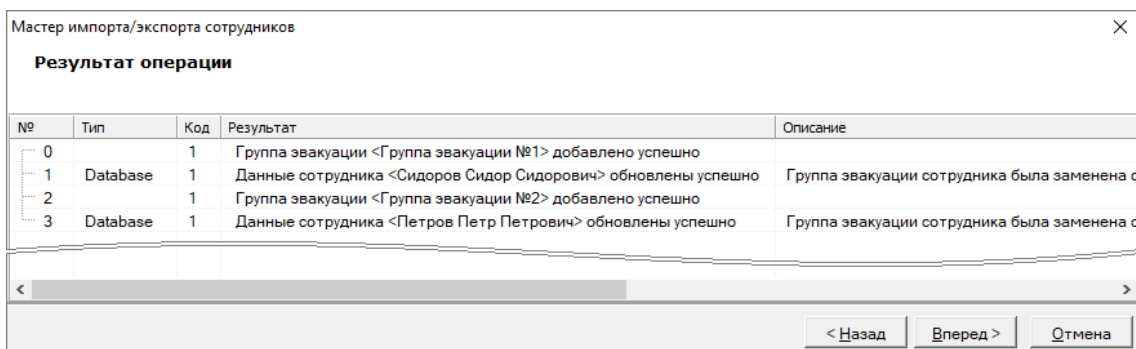 Мастер импорта/экспорта сотрудников
Результат операции
№ Тип Код Результат Описание
0 1 Группа эвакуации <Группа эвакуации №1> добавлено успешно
1 Database 1 Данные сотрудника <Сидоров Сидор Сидорович> обновлены успешно Группа эвакуации сотрудника была заменена с
2 1 Группа эвакуации <Группа эвакуации №2> добавлено успешно
3 Database 1 Данные сотрудника <Петров Петр Петрович> обновлены успешно Группа эвакуации сотрудника была заменена с
< Назад Вперед > Отмена